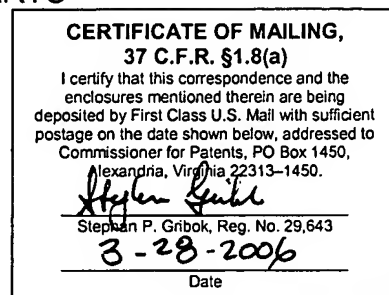 CERTIFICATE OF MAILING,
37 C.F.R. §1.8(a)
I certify that this correspondence and the
enclosures mentioned therein are being
deposited by First Class U.S. Mail with sufficient
postage on the date shown below, addressed to
Commissioner for Patents, PO Box 1450,
Alexandria, Virginia 22313–1450.
Stephen Gribok
Stephan P. Gribok, Reg. No. 29,643
3-28-2006
Date